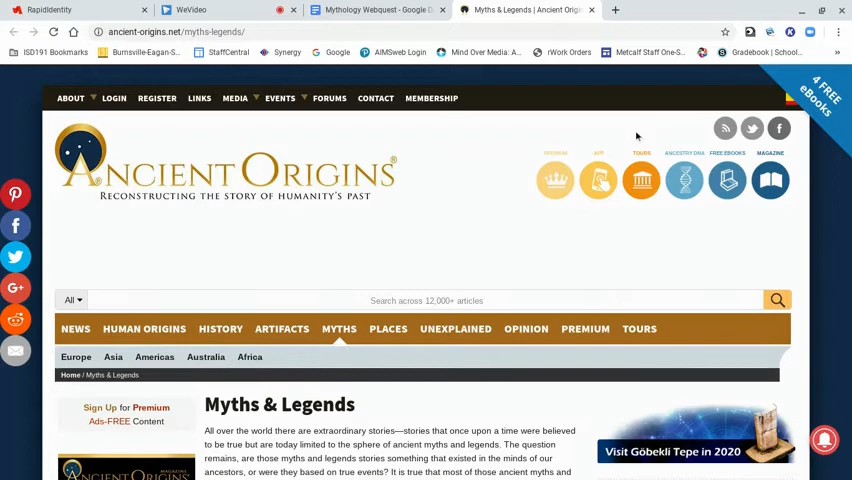 RapidIdentity
WeVideo
Mythology Webquest - Google D
Myths & Legends | Ancient Origi
ancient-origins.net/myths-legends/
ISD191 Bookmarks
Burnsville-Eagan-S...
StaffCentral
Synergy
Google
AIMSweb Login
Mind Over Media: A...
rWork Orders
Metcalf Staff One-S...
Gradebook | School...
ABOUT
LOGIN
REGISTER
LINKS
MEDIA
EVENTS
FORUMS
CONTACT
MEMBERSHIP
4 FREE
eBooks
ANCIENT ORIGINS®
RECONSTRUCTING THE STORY OF HUMANITY'S PAST
PREMIUM
APP
TOURS
ANCESTRY DNA
FREE EBOOKS
MAGAZINE
All
Search across 12,000+ articles
NEWS
HUMAN ORIGINS
HISTORY
ARTIFACTS
MYTHS
PLACES
UNEXPLAINED
OPINION
PREMIUM
TOURS
Europe
Asia
Americas
Australia
Africa
Home / Myths & Legends
Sign Up for Premium
Ads-FREE Content
MAGAZINE
ANCIENT ORIGINS
Myths & Legends
All over the world there are extraordinary stories—stories that once upon a time were believed
to be true but are today limited to the sphere of ancient myths and legends. The question
remains, are those myths and legends stories something that existed in the minds of our
ancestors, or were they based on true events? It is true that most of those ancient myths and
Visit Göbekli Tepe in 2020